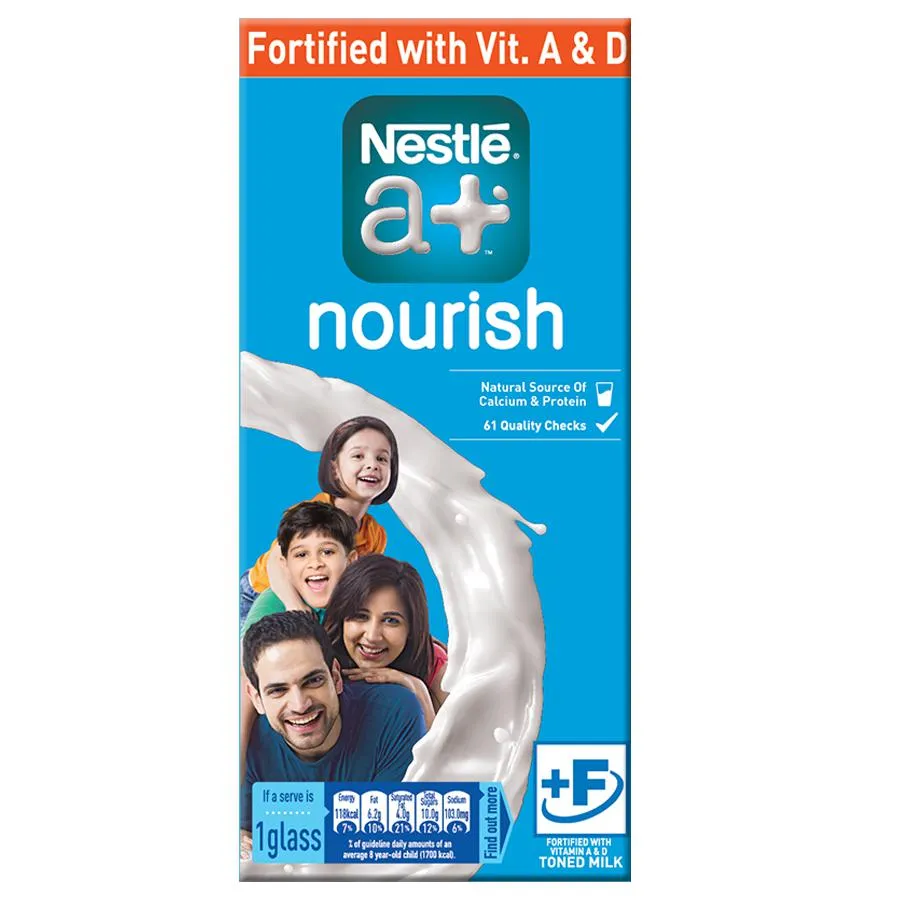 Fortified with Vit. A & D
Nestlé®
a+™
nourish
Natural Source Of
Calcium & Protein
61 Quality Checks
If a serve is
1 glass
Energy
118kcal
7%
Fat
6.2g
10%
Saturated
Fat
4.0g
21%
Total
Sugars
10.0g
12%
Sodium
103.0mg
6%
% of guideline daily amounts of an
average 8 year-old child (1700 kcal).
Find out more
+F
FORTIFIED WITH
VITAMIN A & D
TONED MILK